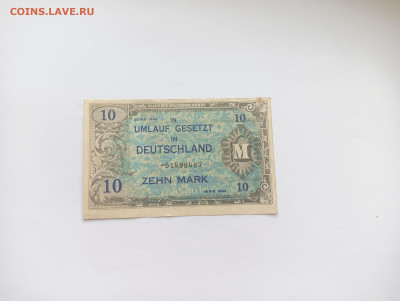 COINS.LAVE.RU
10 IN 10
UMLAUF GESETZT
IN
DEUTSCHLAND
M
ZEHN MARK
10 10